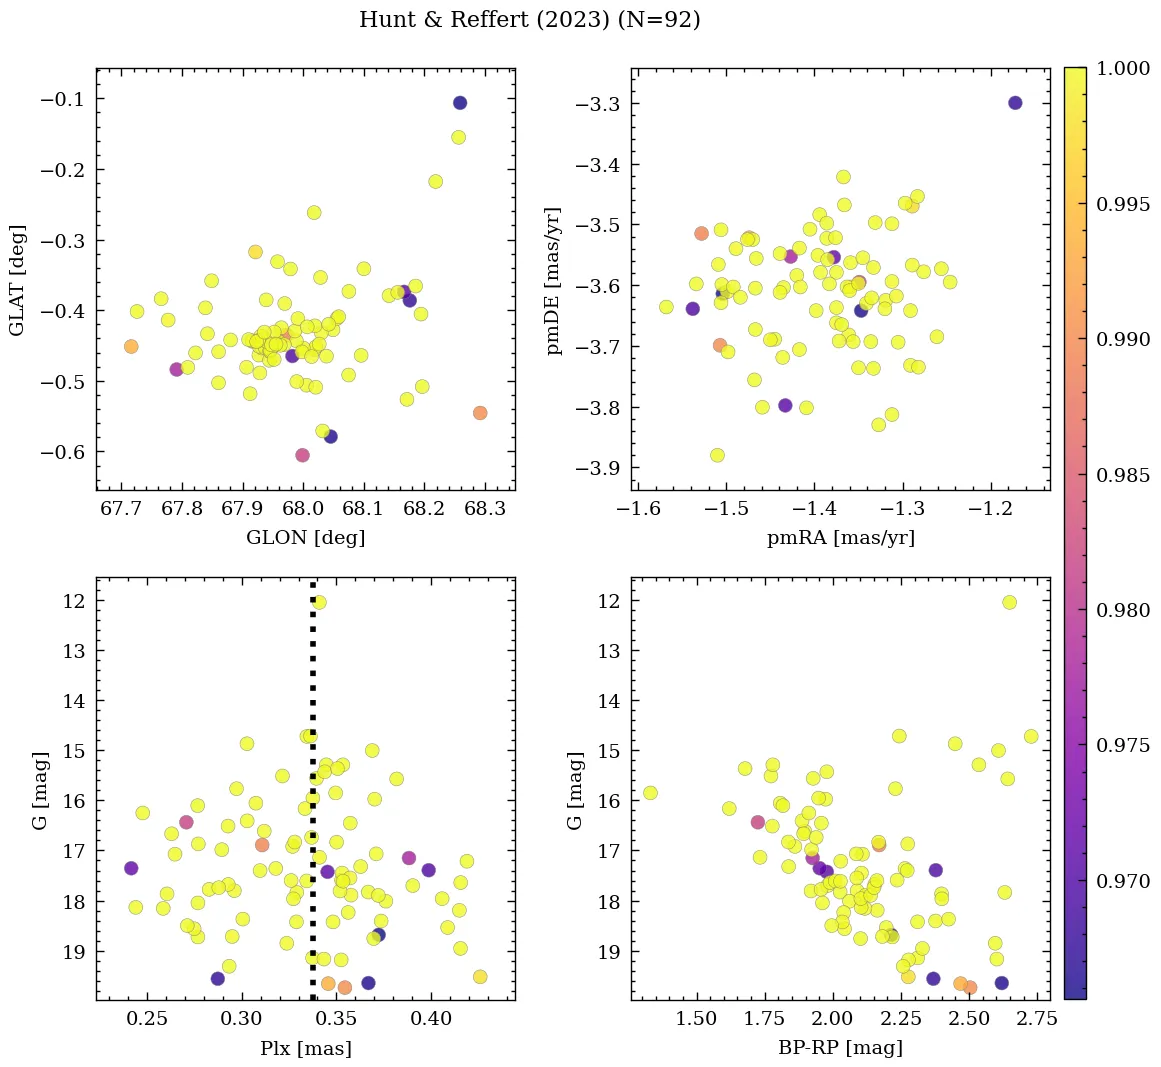 Hunt & Reffert (2023) (N=92)
−0.1
−0.2
−0.3
−0.4
−0.5
−0.6
GLAT [deg]
67.7 67.8 67.9 68.0 68.1 68.2 68.3
GLON [deg]
−3.3
−3.4
−3.5
−3.6
−3.7
−3.8
−3.9
pmDE [mas/yr]
−1.6 −1.5 −1.4 −1.3 −1.2
pmRA [mas/yr]
12
13
14
15
16
17
18
19
G [mag]
0.25 0.30 0.35 0.40
Plx [mas]
12
13
14
15
16
17
18
19
G [mag]
1.50 1.75 2.00 2.25 2.50 2.75
BP-RP [mag]
1.000
0.995
0.990
0.985
0.980
0.975
0.970